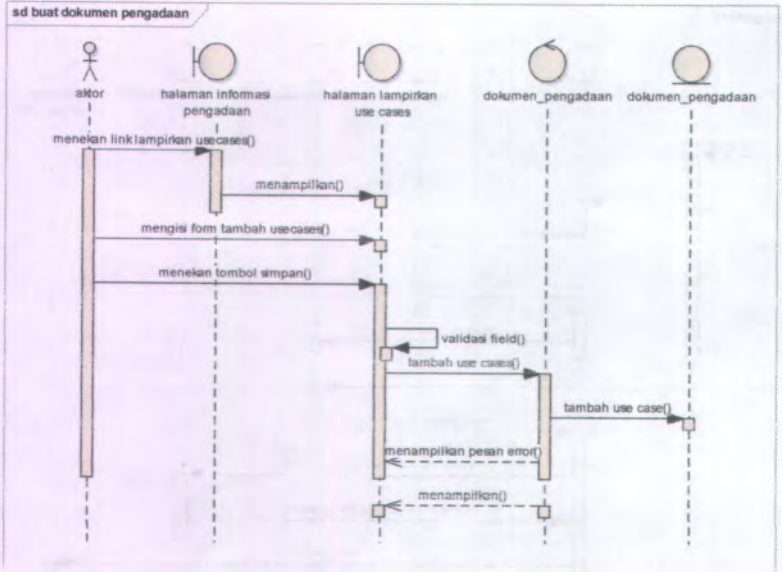 sd buat dokumen pengadaan
aktor
halaman informasi
pengadaan
halaman lampirkan
use cases
dokumen_pengadaan
dokumen_pengadaan
menekan link lampirkan usecases()
menampilkan()
mengisi form tambah usecases()
menekan tombol simpan()
validasi field()
tambah use cases()
tambah use case()
menampilkan pesan error()
menampilkan()